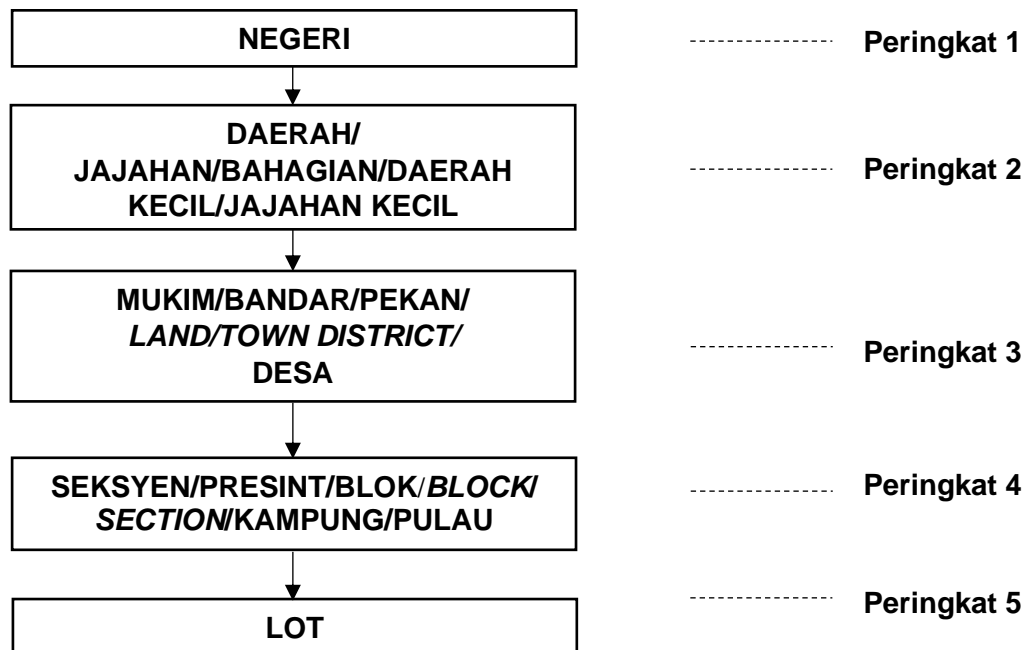 NEGERI
Peringkat 1
DAERAH/
JAJAHAN/BAHAGIAN/DAERAH
KECIL/JAJAHAN KECIL
Peringkat 2
MUKIM/BANDAR/PEKAN/
LAND/TOWN DISTRICT/
DESA
Peringkat 3
SEKSYEN/PRESINT/BLOK/BLOCK/
SECTION/KAMPUNG/PULAU
Peringkat 4
LOT
Peringkat 5